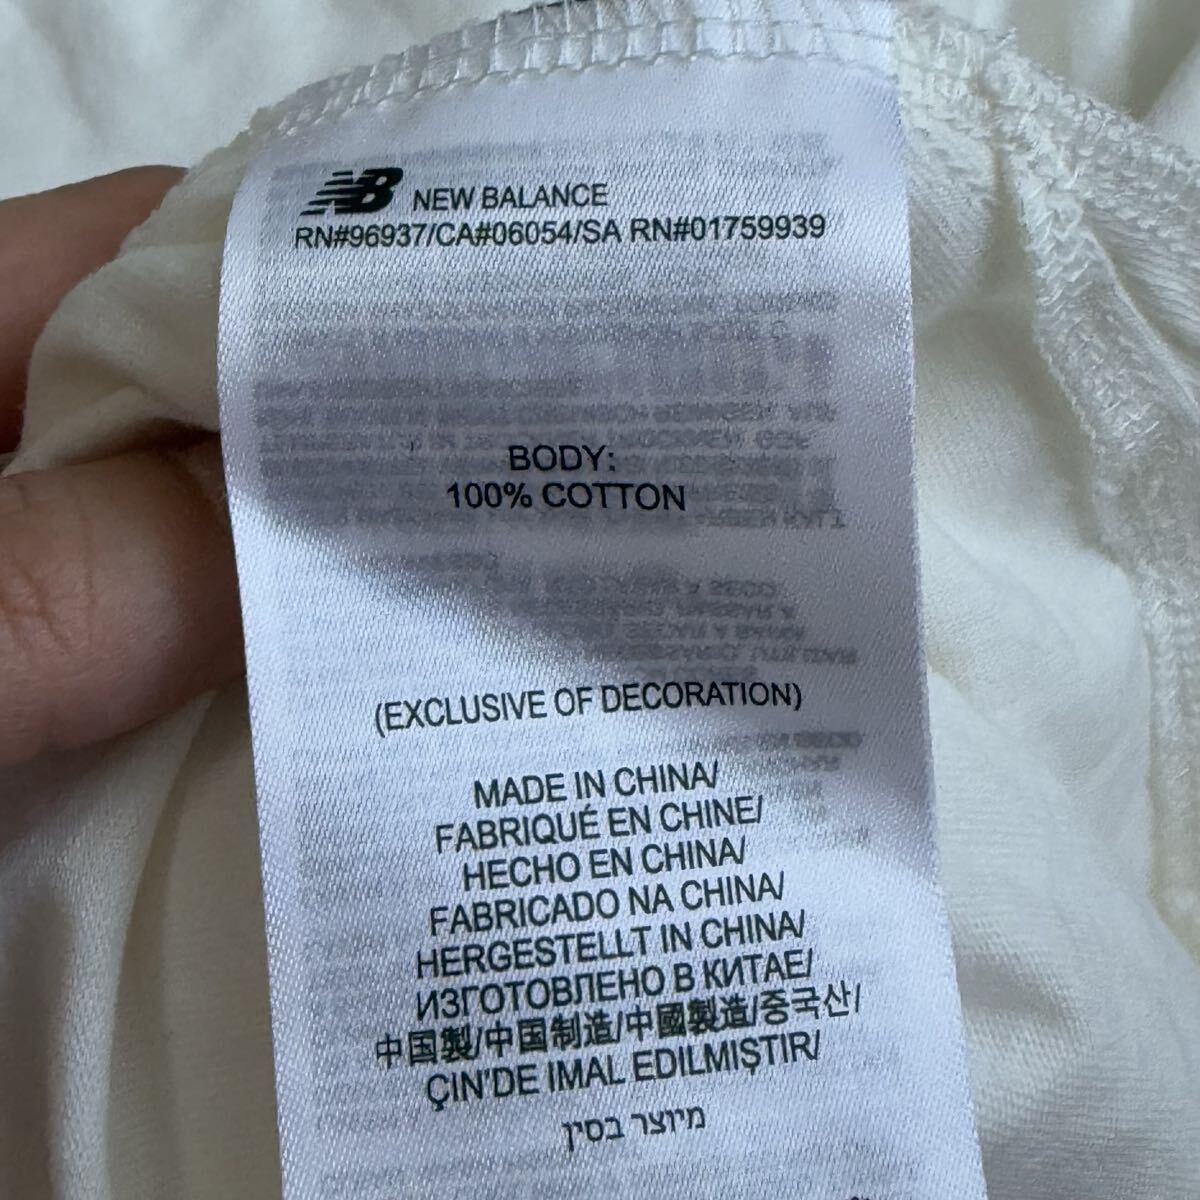 NB NEW BALANCE
RN#96937/CA#06054/SA RN#01759939
BODY:
100% COTTON
(EXCLUSIVE OF DECORATION)
MADE IN CHINA/
FABRIQUÉ EN CHINE/
HECHO EN CHINA/
FABRICADO NA CHINA/
HERGESTELLT IN CHINA/
ИЗГОТОВЛЕНО В КИТАЕ/
中国製/中国制造/中國製造/중국산/
ÇIN'DE IMAL EDILMIŞTIR/
מיוצר בסין